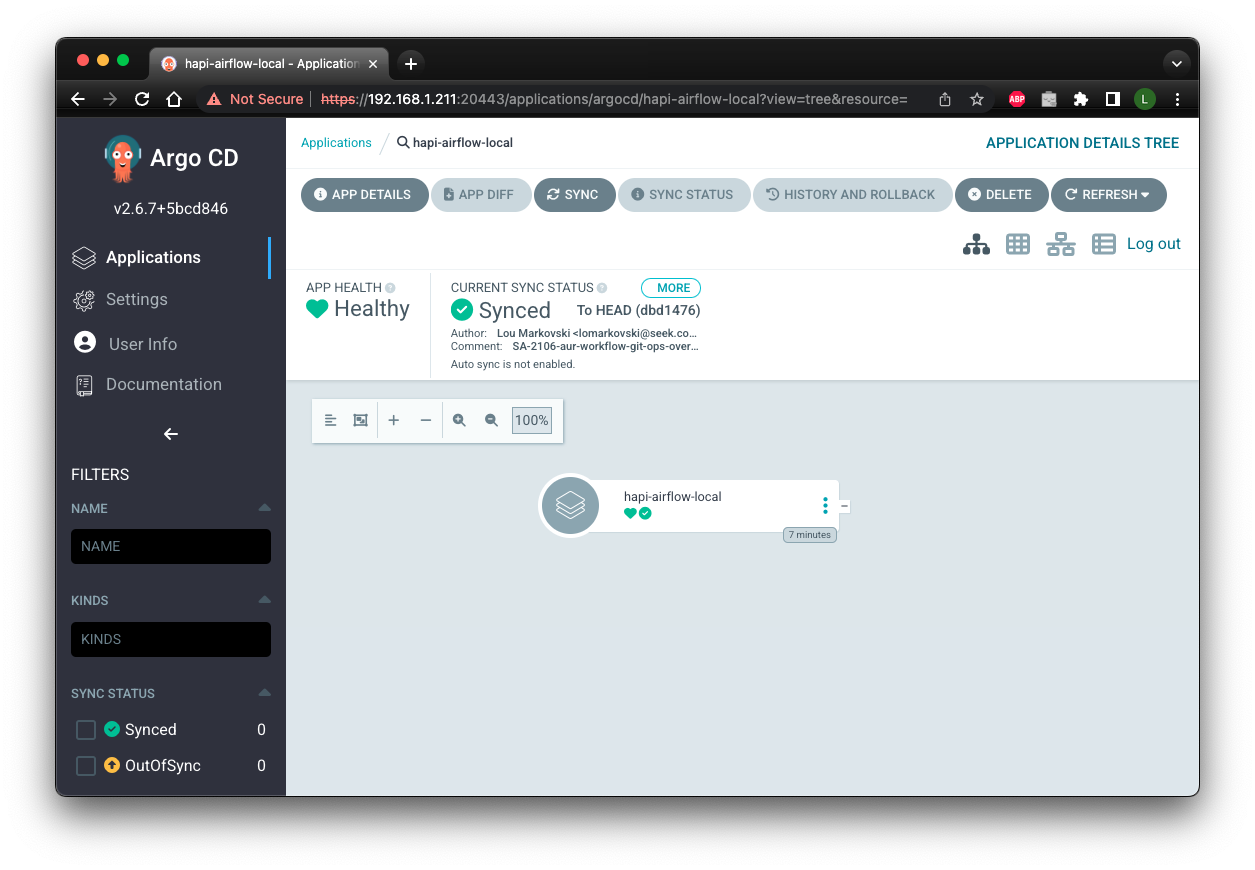 hapi-airflow-local - Application
Not Secure
https://192.168.1.211:20443/applications/argocd/hapi-airflow-local?view=tree&resource=
ABP
L
Argo CD
v2.6.7+5bcd846
Applications
Settings
User Info
Documentation
FILTERS
NAME
NAME
KINDS
KINDS
SYNC STATUS
Synced 0
OutOfSync 0
Applications
hapi-airflow-local
APPLICATION DETAILS TREE
APP DETAILS
APP DIFF
SYNC
SYNC STATUS
HISTORY AND ROLLBACK
DELETE
REFRESH
Log out
APP HEALTH
Healthy
CURRENT SYNC STATUS
MORE
Synced
To HEAD (dbd1476)
Author: Lou Markovski <lomarkovski@seek.co...
Comment: SA-2106-aur-workflow-git-ops-over...
Auto sync is not enabled.
100%
hapi-airflow-local
7 minutes